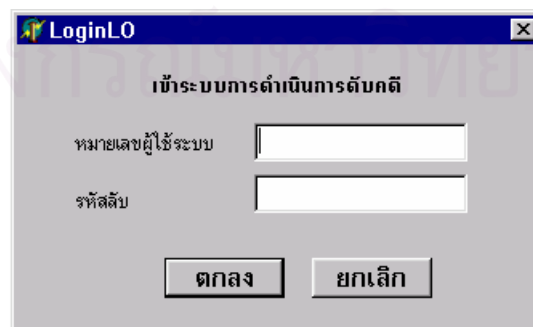 LoginLO
เข้าระบบการดำเนินการดับคดี
หมายเลขผู้ใช้ระบบ
รหัสลับ
ตกลง
ยกเลิก